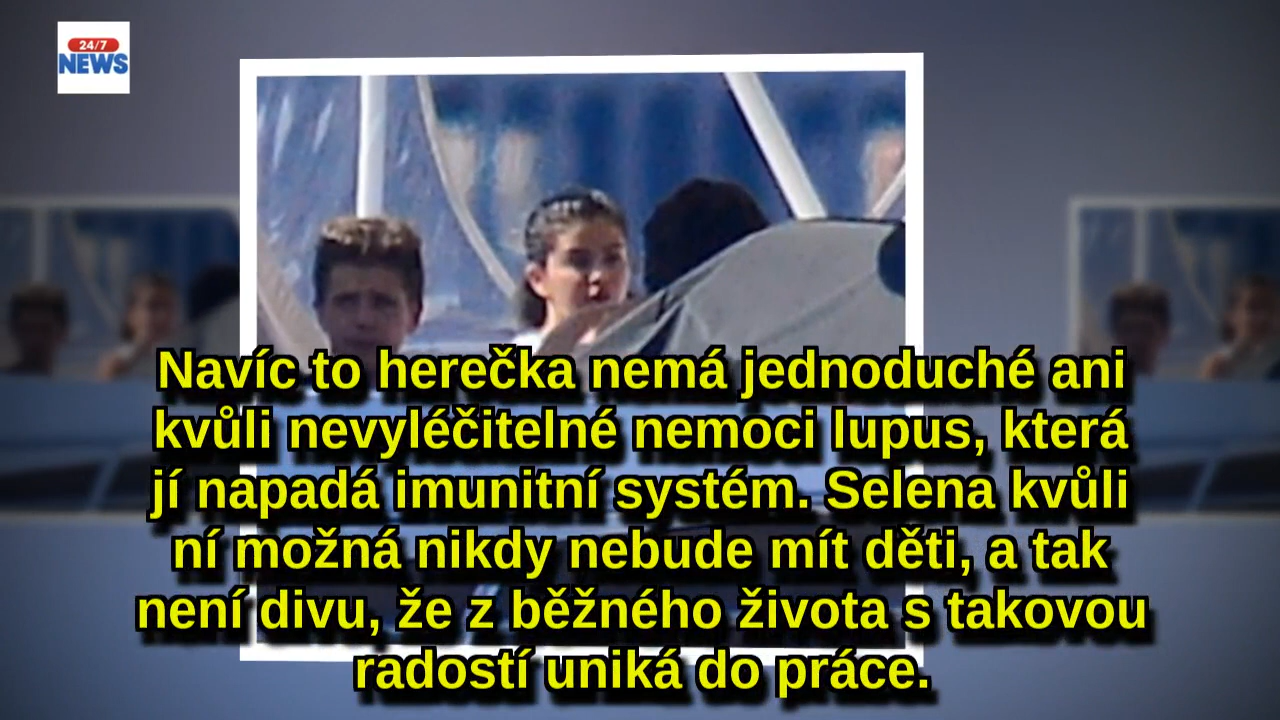 24/7
NEWS
Navíc to herečka nemá jednoduché ani
kvůli nevyléčitelné nemoci lupus, která
jí napadá imunitní systém. Selena kvůli
ní možná nikdy nebude mít děti, a tak
není divu, že z běžného života s takovou
radostí uniká do práce.